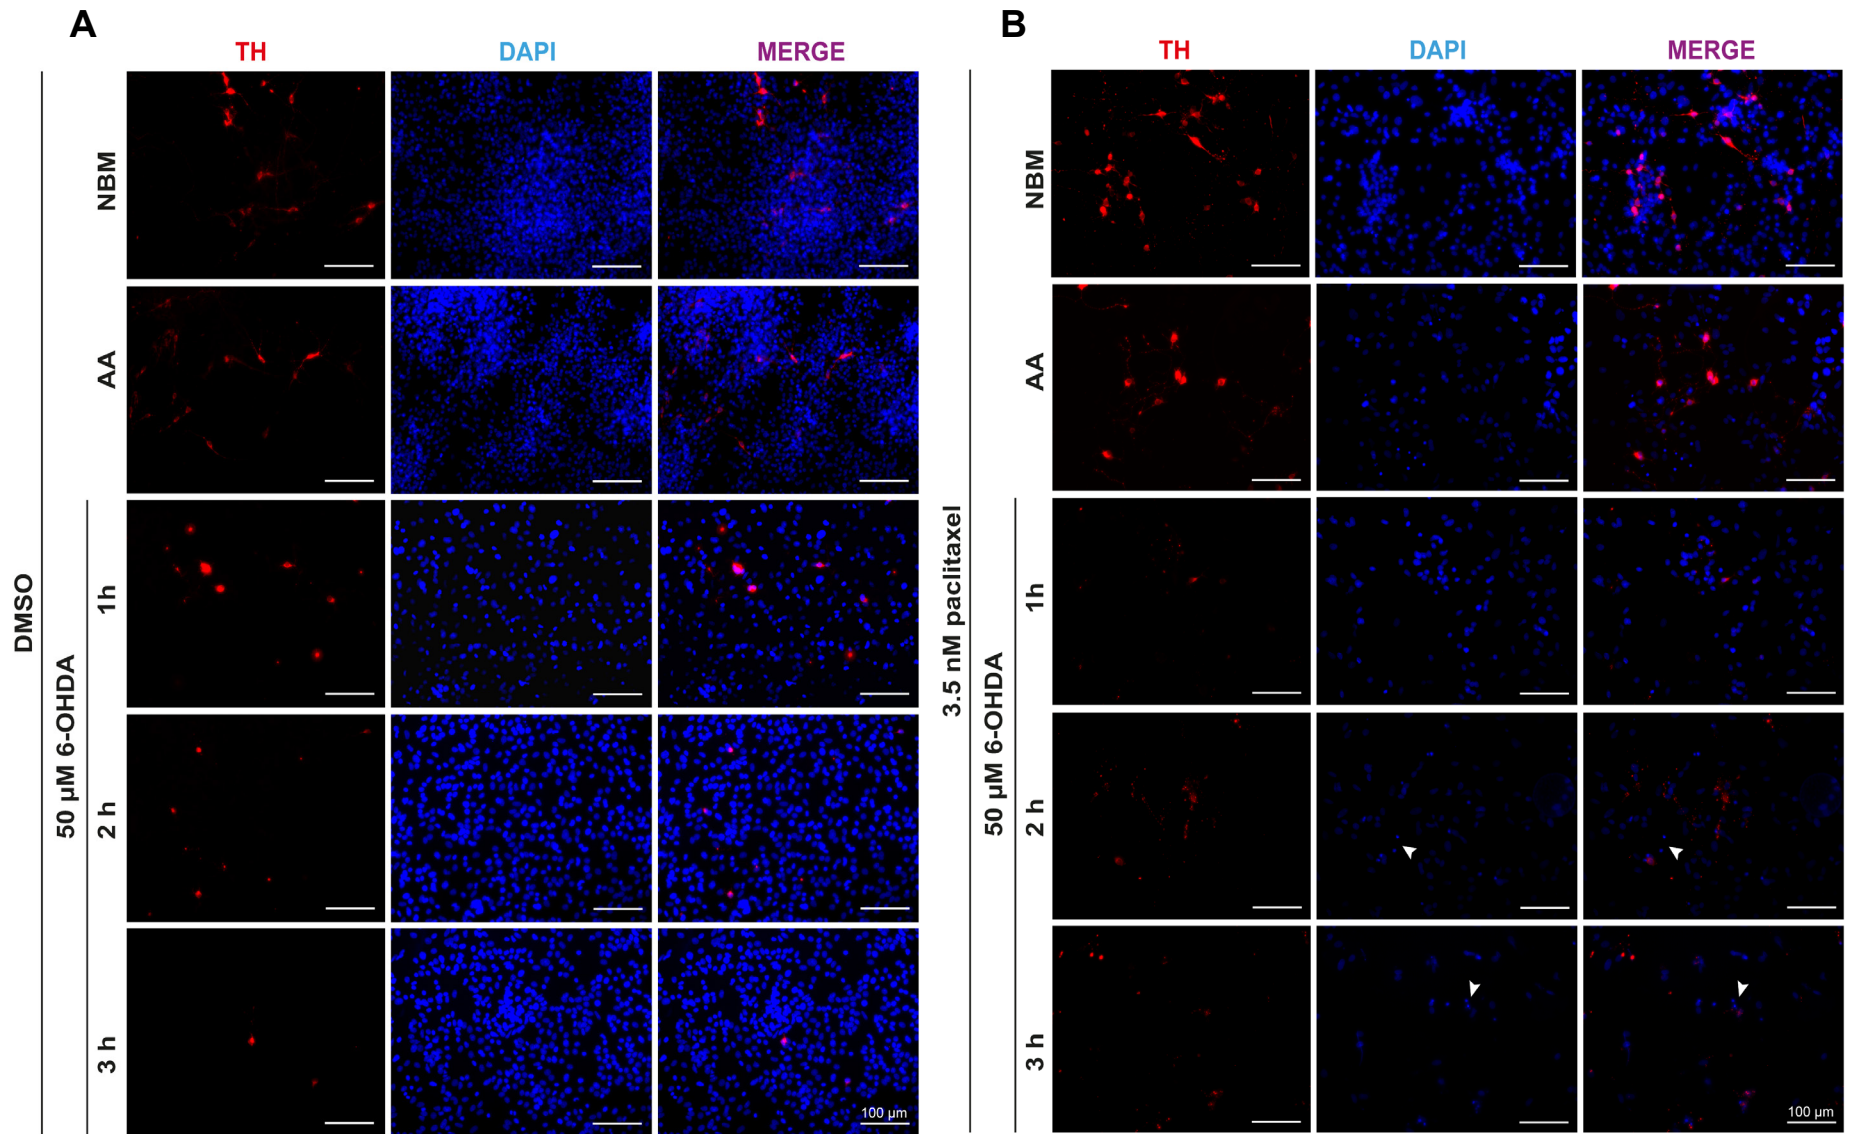 A
TH DAPI MERGE
DMSO
50 µM 6-OHDA
NBM
AA
1h
2 h
3 h
100 µm
B
TH DAPI MERGE
3.5 nM paclitaxel
50 µM 6-OHDA
NBM
AA
1h
2 h
3 h
100 µm